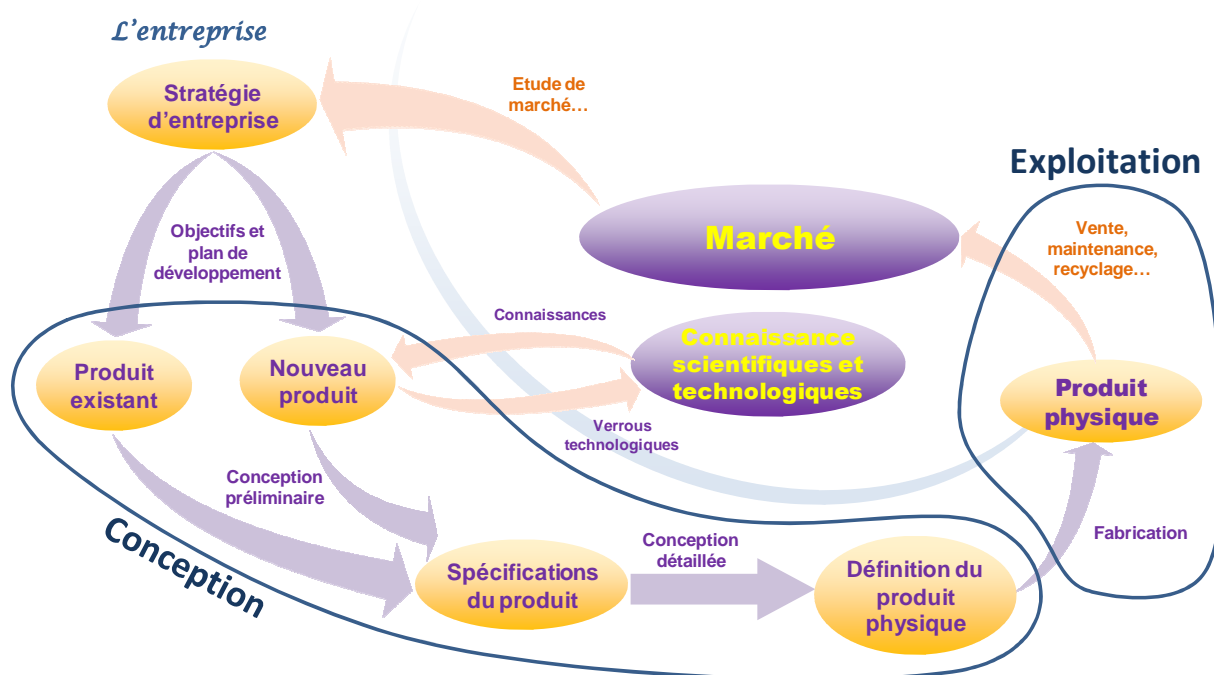 L'entreprise
Stratégie
d'entreprise
Etude de
marché…
Exploitation
Marché
Vente,
maintenance,
recyclage…
Objectifs et
plan de
développement
Connaissances
Connaissance
scientifiques et
technologiques
Produit
existant
Nouveau
produit
Produit
physique
Verrous
technologiques
Conception
préliminaire
Conception
Conception
détaillée
Fabrication
Spécifications
du produit
Définition du
produit
physique